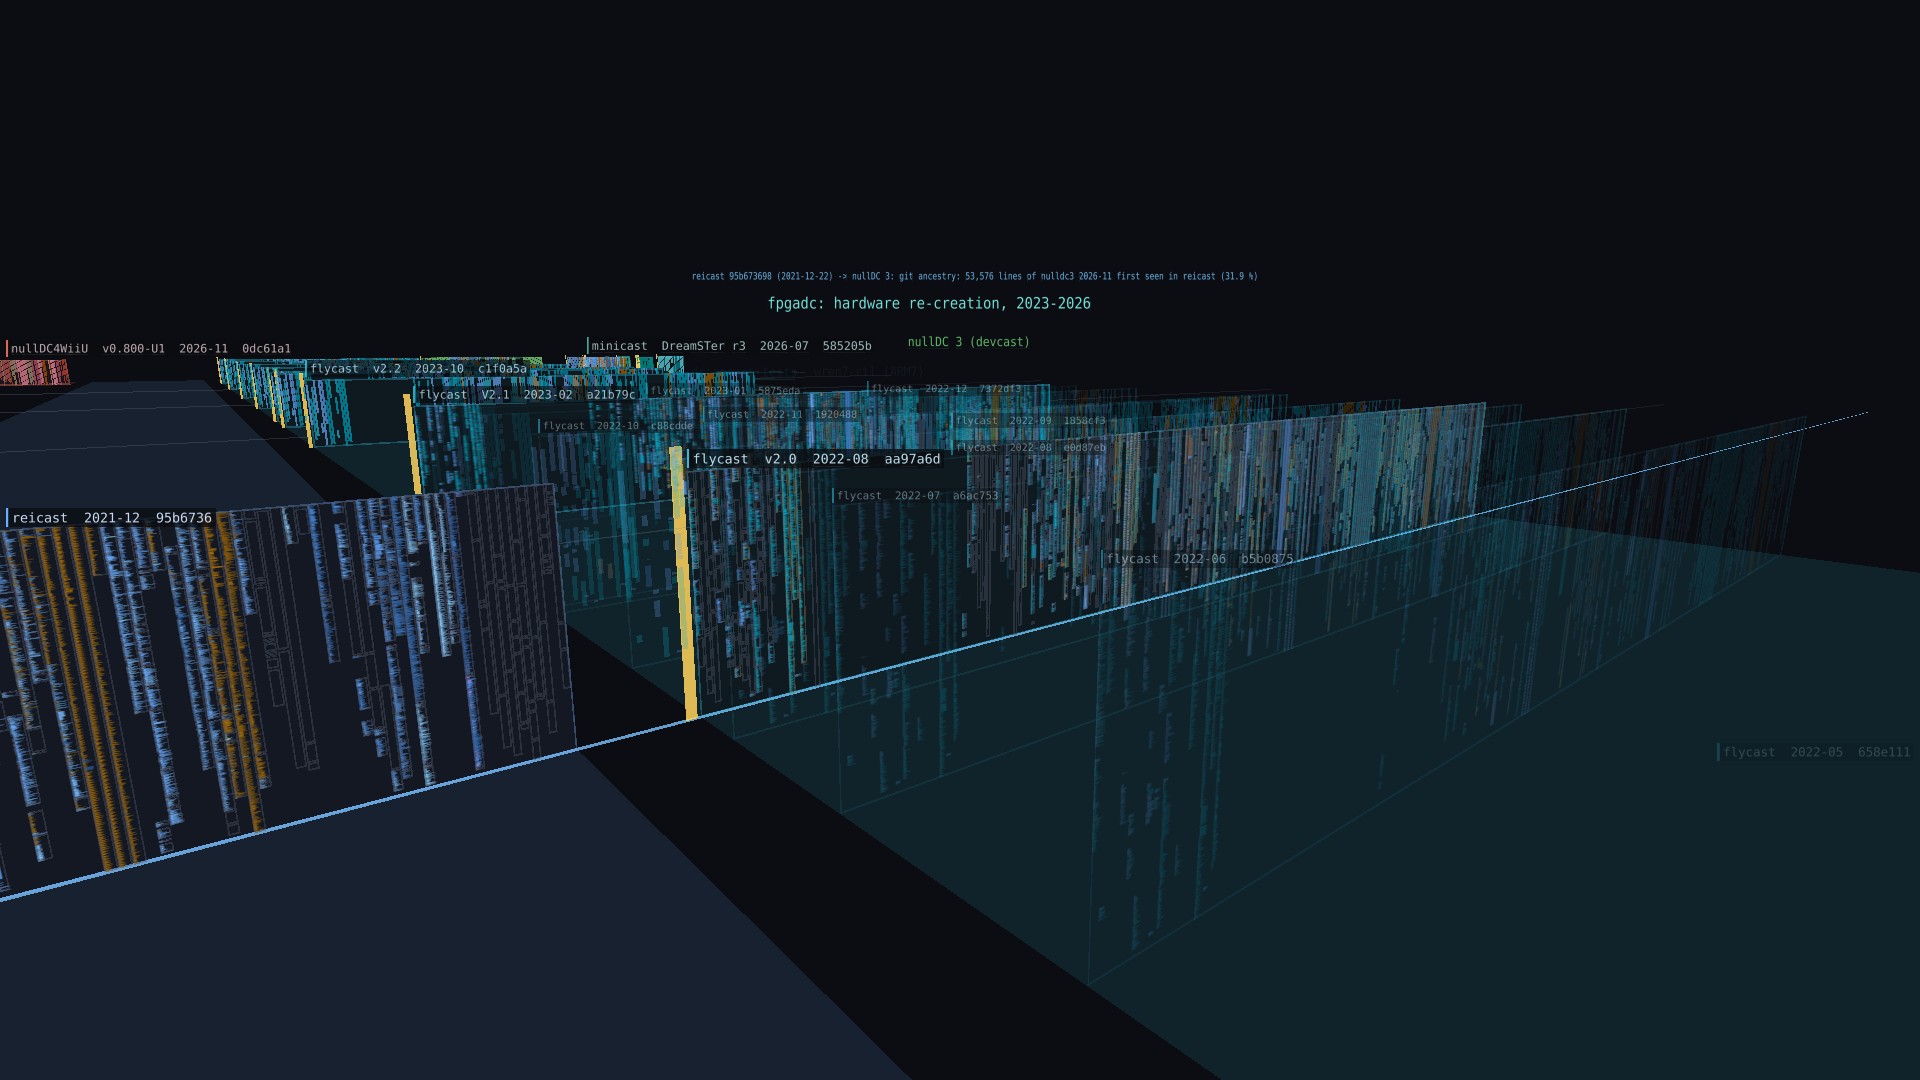 reicast 95b673698 (2021-12-22) -> nullDC 3: git ancestry: 53,576 lines of nulldc3 2026-11 first seen in reicast (31.9 %)
fpgadc: hardware re-creation, 2023-2026
nullDC 3 (devcast)
minicast DreamSTer r3 2026-07 585205b
nullDC4WiiU v0.800-U1 2026-11 0dc61a1
flycast v2.2 2023-10 c1f0a5a
flycast V2.1 2023-02 a21b79c
flycast 2023-01 5875eda
flycast 2022-12 7372df3
flycast 2022-11 1920488
flycast 2022-10 c88cdde
flycast 2022-09 1858cf3
flycast 2022-08 e0d87eb
flycast v2.0 2022-08 aa97a6d
flycast 2022-07 a6ac753
reicast 2021-12 95b6736
flycast 2022-06 b5b0875
flycast 2022-05 658e111